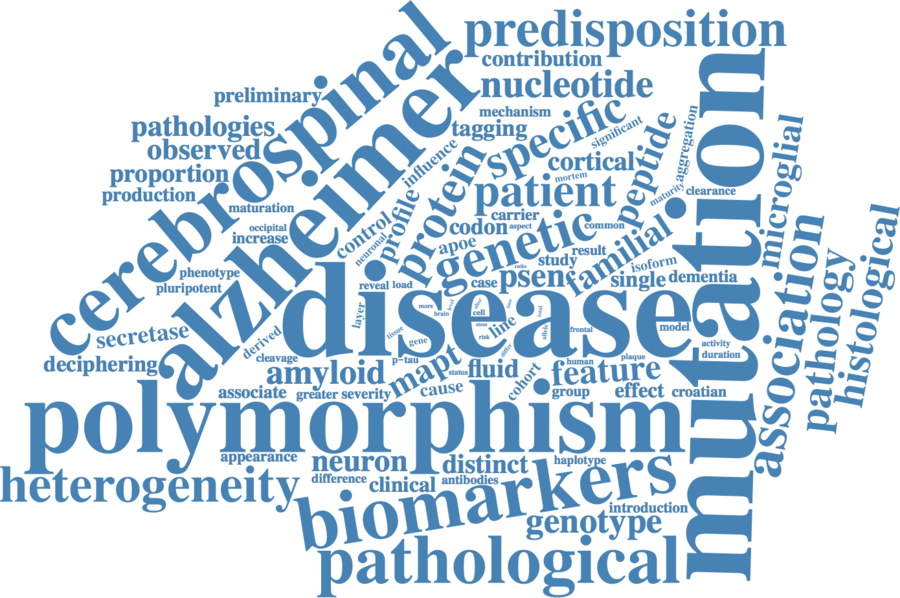 predisposition
contribution
cerebrospinal
nucleotide
preliminary
mechanism
alzheimer
specific
significant
pathologies
tagging
observed
influence
protein
cortical
peptide
aggregation
mutation
microglial
proportion
mortem
production
patient
maturity
clearance
maturation
profile
carrier
control
codon
aspect
genetic
common
familial
occipital
increase
neuronal
apoe
result
study
isoform
phenotype
case
psen
single
dementia
pluripotent
reveal
load
disease
association
pathology
histological
layer
more
brain
level
cell
total
secretase
derived
tissue
gene
risk
line
allele
frontal
model
activity
duration
deciphering
cleavage
p-tau
differ
human
plaque
amyloid
mapt
status
fluid
feature
cohort
cause
associate
greater
severity
group
effect
croatian
polymorphism
appearance
neuron
distinct
haplotype
heterogeneity
difference
clinical
antibodies
biomarkers
introduction
genotype
pathological